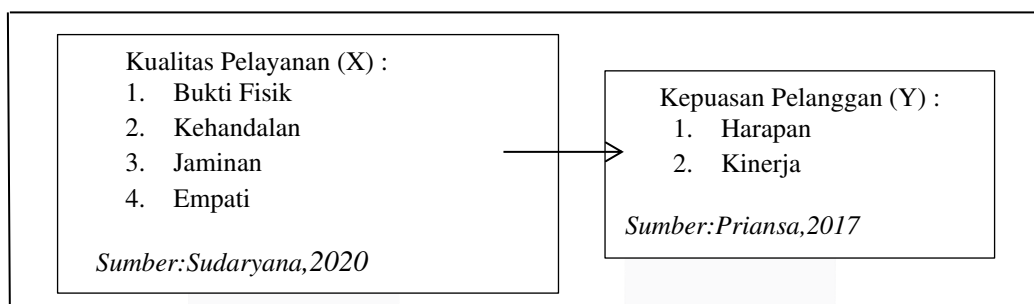 Kualitas Pelayanan (X) :
1. Bukti Fisik
2. Kehandalan
3. Jaminan
4. Empati
Sumber:Sudaryana,2020
Kepuasan Pelanggan (Y) :
1. Harapan
2. Kinerja
Sumber:Priansa,2017